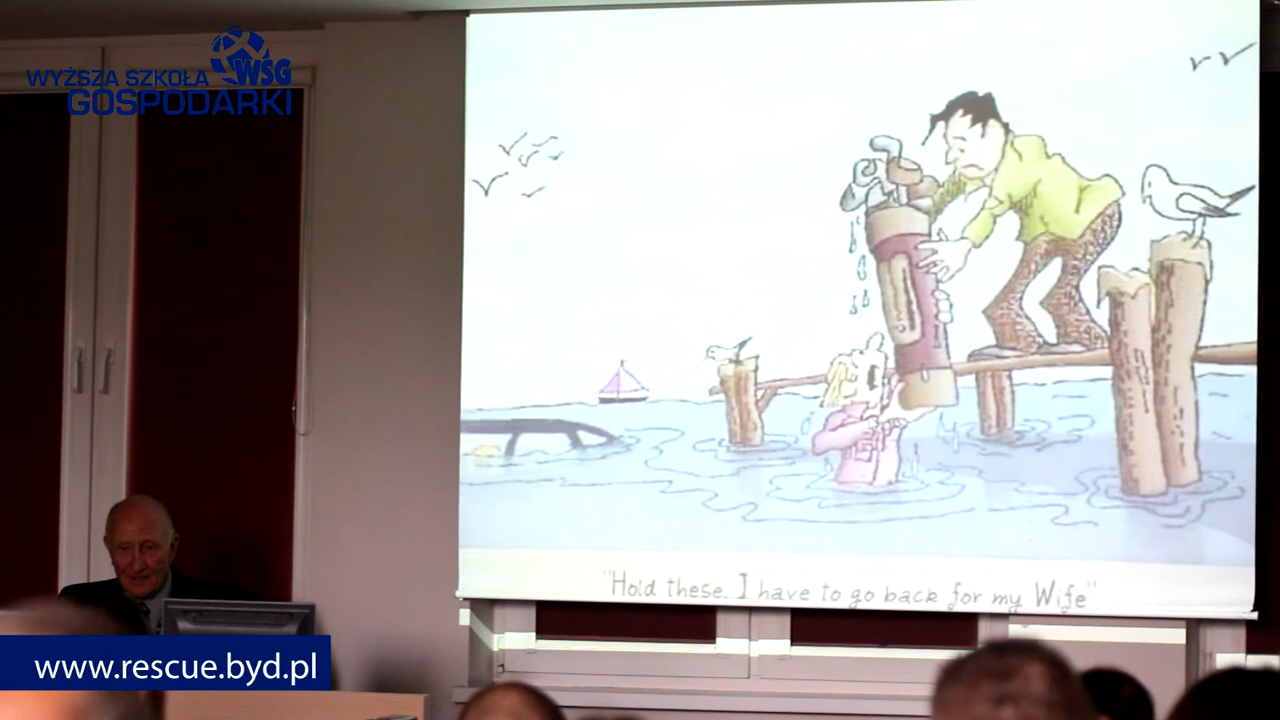 WYŻSZA SZKOŁA WSG
GOSPODARKI
"Hold these. I have to go back for my Wife"
www.rescue.byd.pl